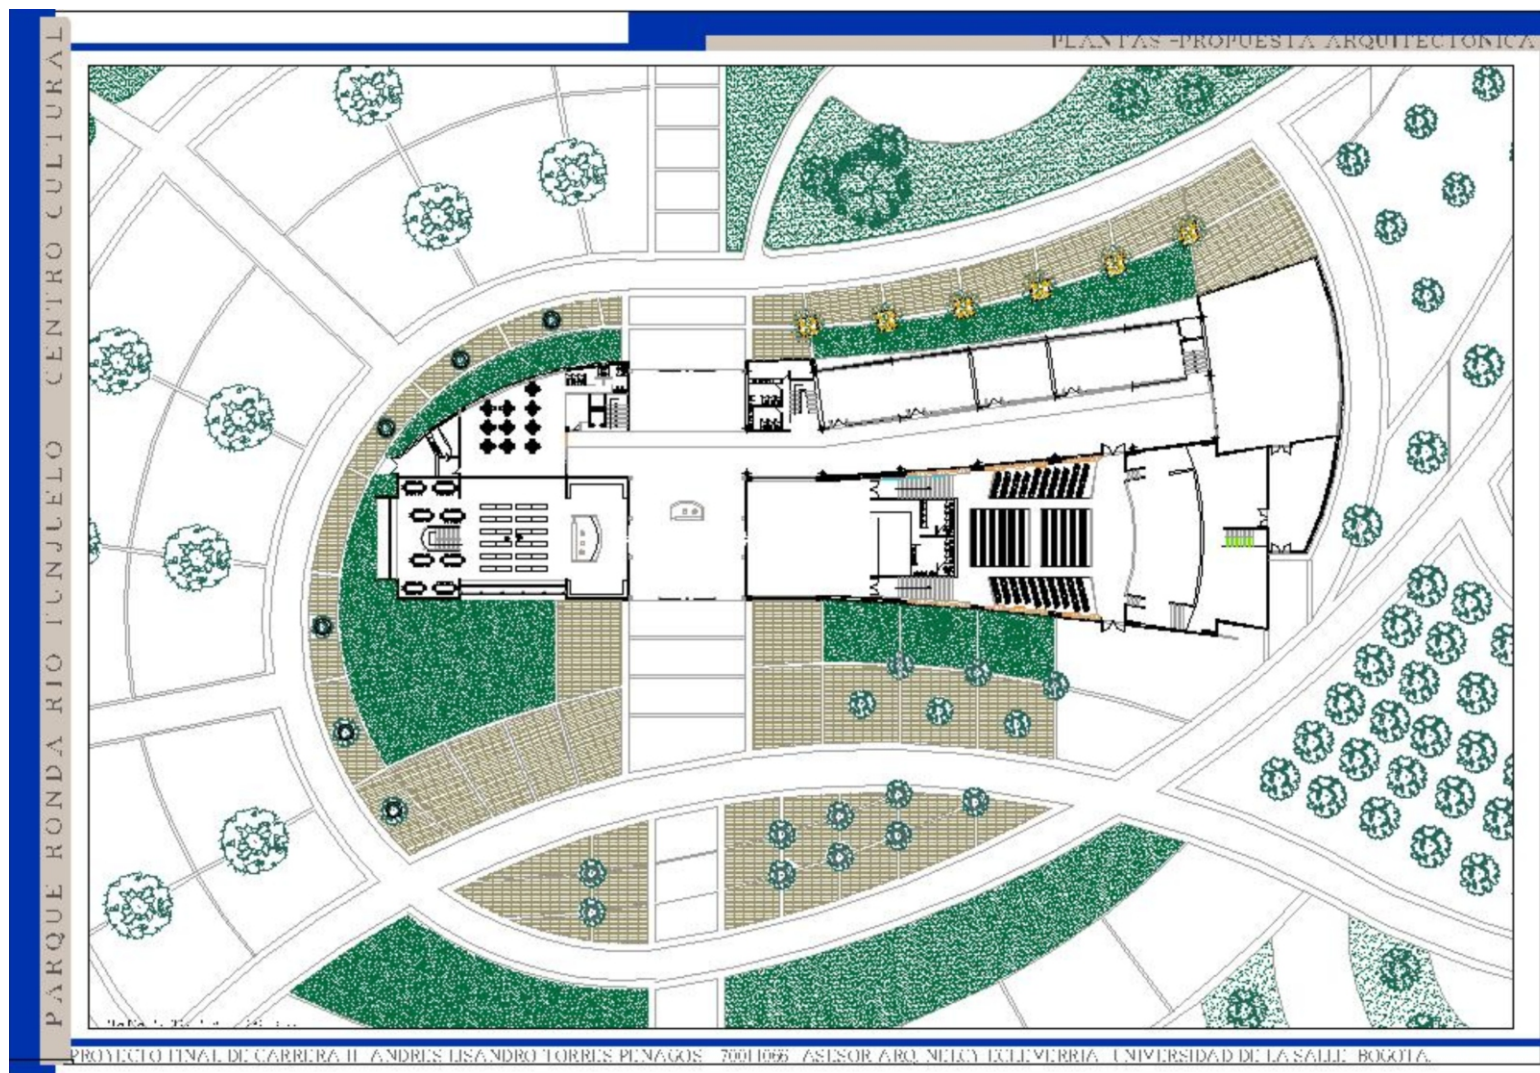 PLANTAS -PROPUESTA ARQUITECTONICA
PARQUE RONDA RIO TUNJUELO CENTRO CULTURAL
PROYECTO FINAL DE CARRERA II ANDRES LISANDRO TORRES PENAGOS 70011066 ASESOR ARQ. NELCY ECHEVERRIA UNIVERSIDAD DE LA SALLE BOGOTA